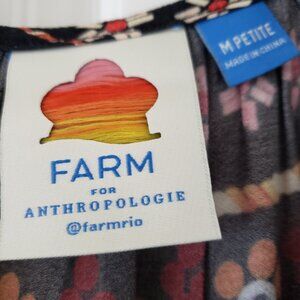 M PETITE
MADE IN CHINA
FARM
FOR
ANTHROPOLOGIE
@farmrio